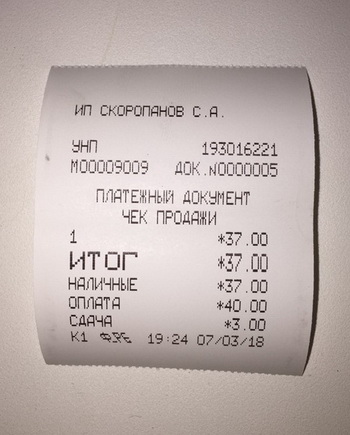 ИП СКОРОПАНОВ С.А.
УНП 193016221
М00009009 ДОК.N0000005
ПЛАТЕЖНЫЙ ДОКУМЕНТ
ЧЕК ПРОДАЖИ
1 *37.00
ИТОГ *37.00
НАЛИЧНЫЕ *37.00
ОПЛАТА *40.00
СДАЧА *3.00
К1 19:24 07/03/18